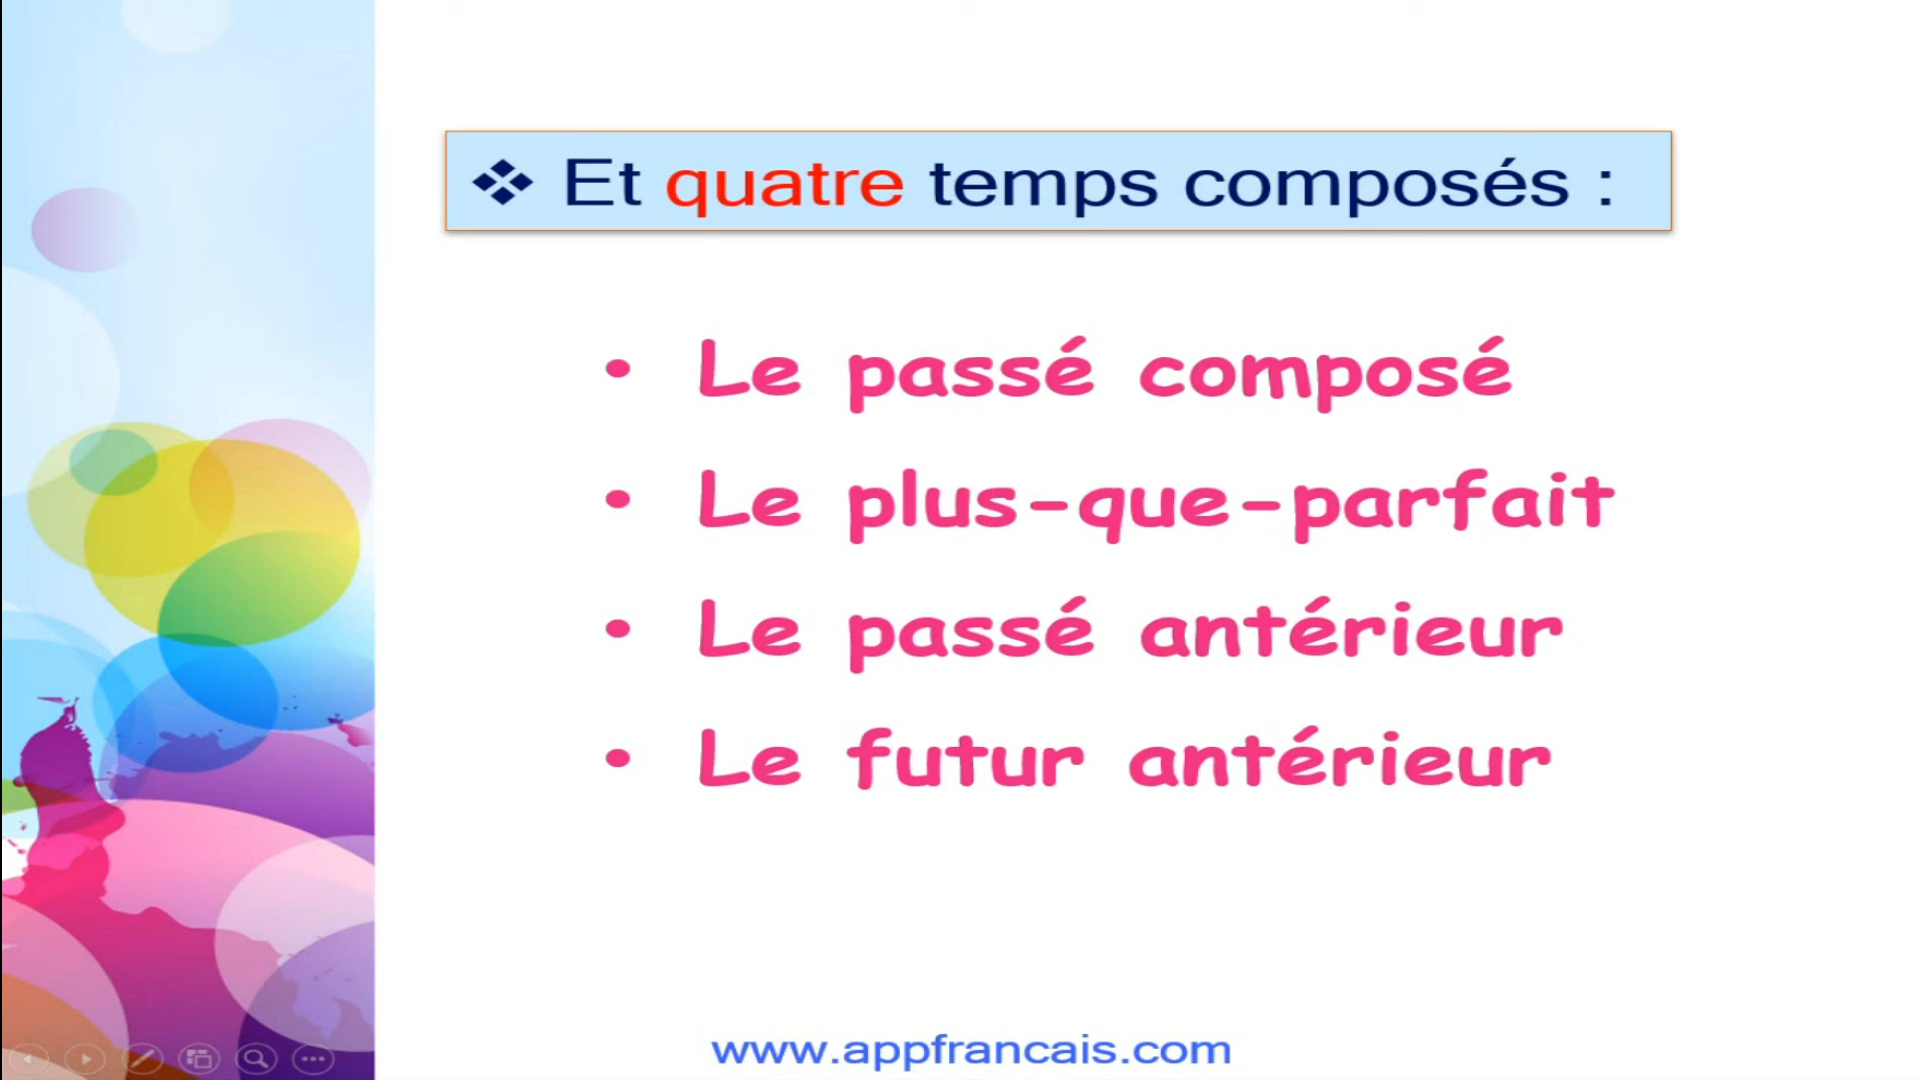 ❖ Et quatre temps composés :
• Le passé composé
• Le plus-que-parfait
• Le passé antérieur
• Le futur antérieur
www.appfrancais.com